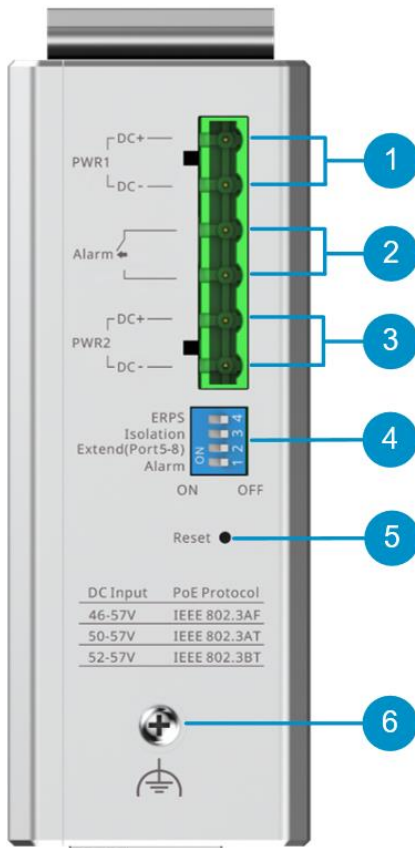 DC+
PWR1
DC-
1
Alarm
2
DC+
PWR2
DC-
3
ERPS
Isolation
Extend(Port5-8)
Alarm
ON
1 2 3 4
4
ON OFF
Reset
5
DC Input PoE Protocol
46-57V IEEE 802.3AF
50-57V IEEE 802.3AT
52-57V IEEE 802.3BT
6